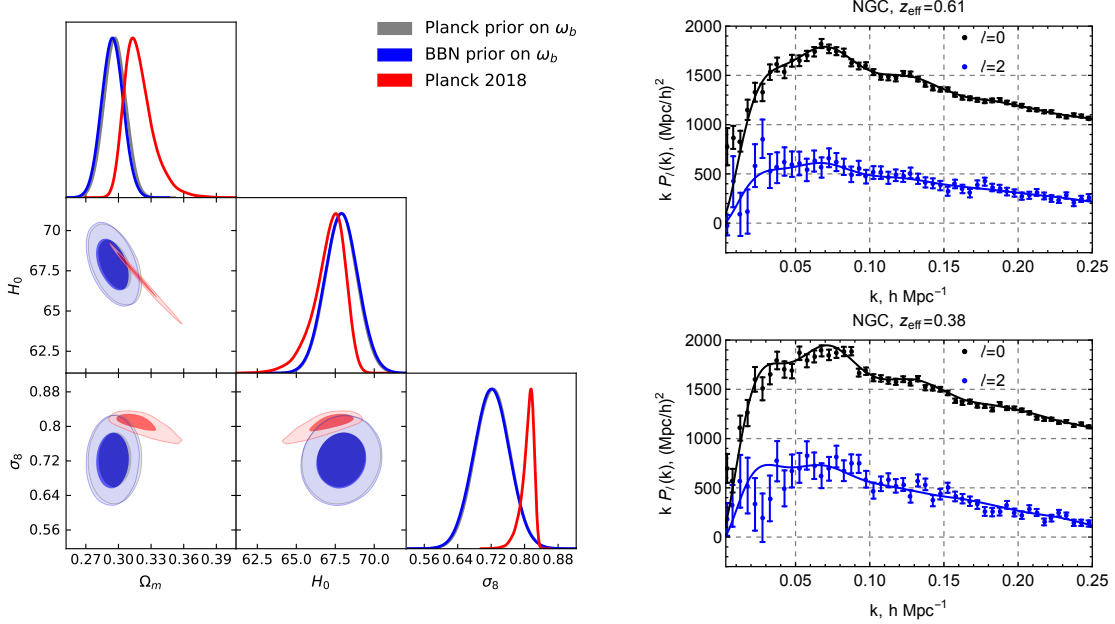 Planck prior on ω_b
BBN prior on ω_b
Planck 2018
H₀
70.0
67.5
65
62.5
σ₈
0.88
0.8
0.72
0.64
0.56
0.27 0.30 0.33 0.36 0.39
Ω_m
62.5 65.0 67.5 70.0
H₀
0.56 0.64 0.72 0.80 0.88
σ₈
NGC, z_eff=0.61
k P_l(k), (Mpc/h)²
2000
1500
1000
500
0
l=0
l=2
0.05 0.10 0.15 0.20 0.25
k, h Mpc⁻¹
NGC, z_eff=0.38
k P_l(k), (Mpc/h)²
2000
1500
1000
500
0
l=0
l=2
0.05 0.10 0.15 0.20 0.25
k, h Mpc⁻¹